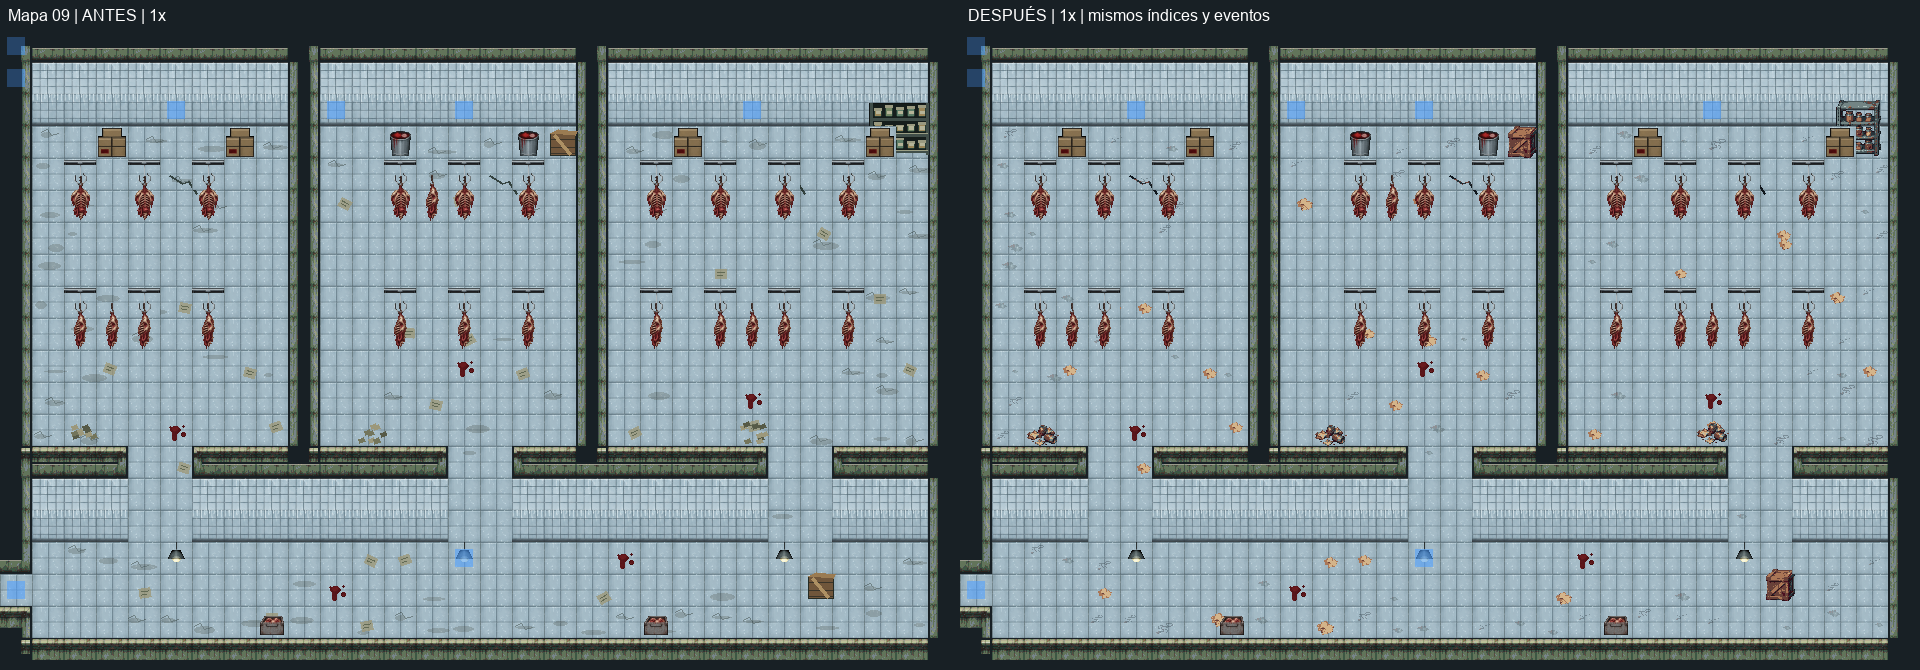 Mapa 09 | ANTES | 1x
DESPUÉS | 1x | mismos índices y eventos